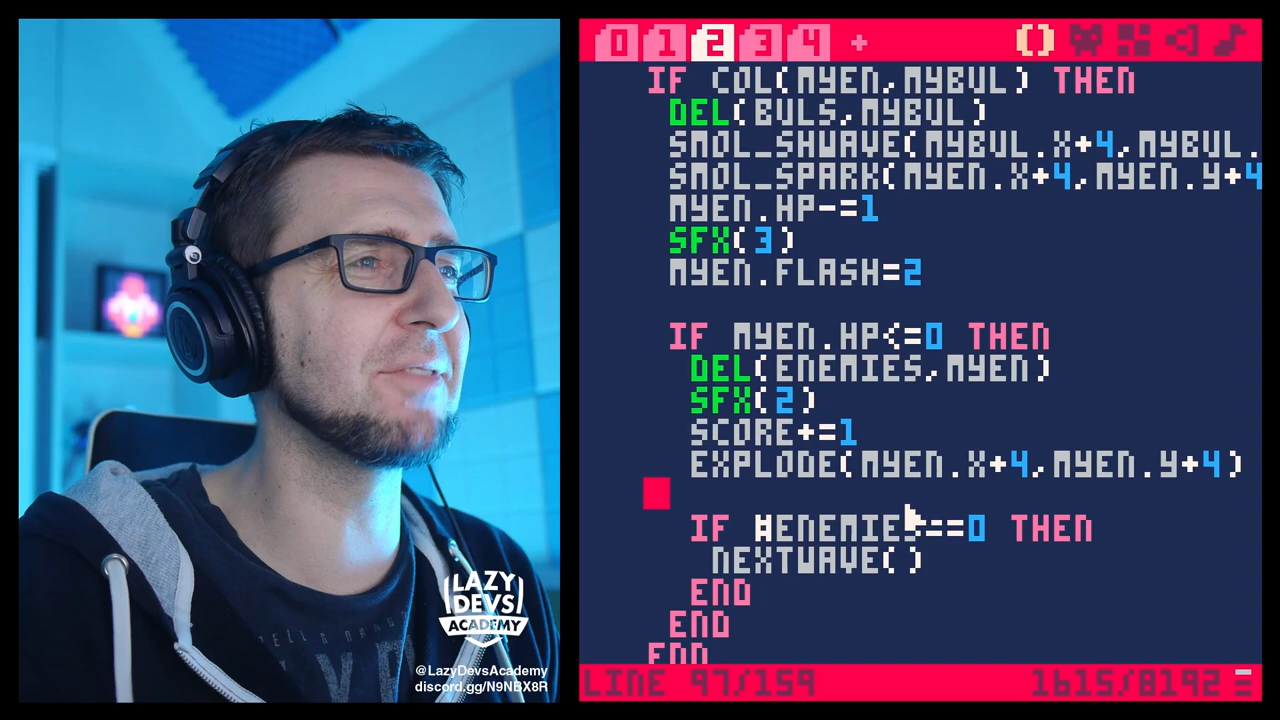 LAZY
DEVS
ACADEMY
@LazyDevsAcademy
discord.gg/N9NBX8R
0 1 2 3 4 +
IF COL(MYEN,MYBUL) THEN
DEL(BULS,MYBUL)
SMOL_SHWAVE(MYBUL.X+4,MYBUL.
SMOL_SPARK(MYEN.X+4,MYEN.Y+4
MYEN.HP-=1
SFX(3)
MYEN.FLASH=2
IF MYEN.HP<=0 THEN
DEL(ENEMIES,MYEN)
SFX(2)
SCORE+=1
EXPLODE(MYEN.X+4,MYEN.Y+4)
IF #ENEMIES==0 THEN
NEXTWAVE()
END
END
END
LINE 97/159
1615/8192